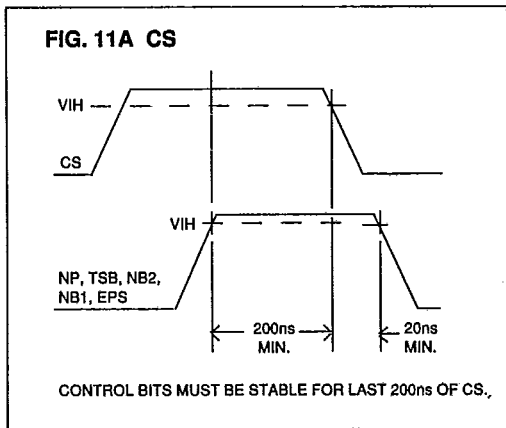 FIG. 11A CS
VIH
CS
VIH
NP, TSB, NB2,
NB1, EPS
200ns
MIN.
20ns
MIN.
CONTROL BITS MUST BE STABLE FOR LAST 200ns OF CS.